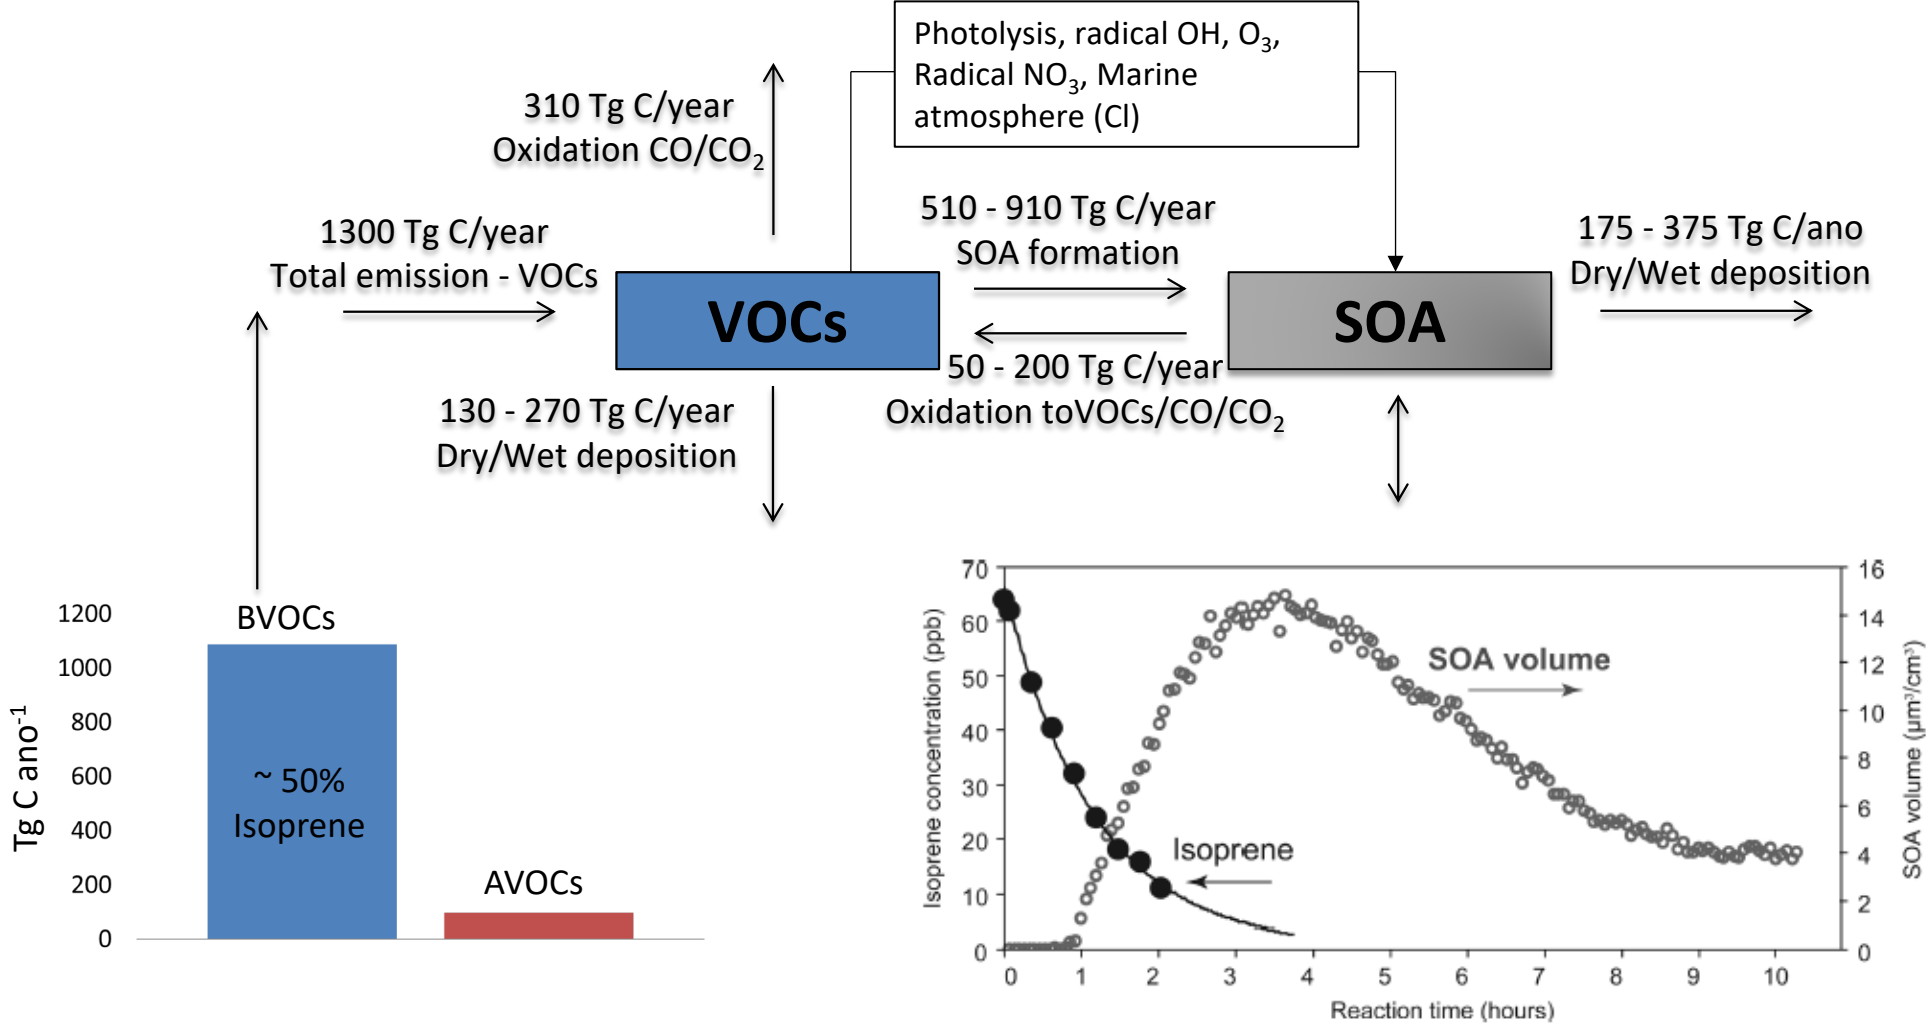 Photolysis, radical OH, O₃,
Radical NO₃, Marine
atmosphere (Cl)
310 Tg C/year
Oxidation CO/CO₂
1300 Tg C/year
Total emission - VOCs
510 - 910 Tg C/year
SOA formation
175 - 375 Tg C/ano
Dry/Wet deposition
VOCs
SOA
50 - 200 Tg C/year
Oxidation toVOCs/CO/CO₂
130 - 270 Tg C/year
Dry/Wet deposition
Tg C ano⁻¹
1200
1000
800
600
400
200
0
BVOCs
~ 50%
Isoprene
AVOCs
Isoprene concentration (ppb)
70
60
50
40
30
20
10
0
SOA volume
Isoprene
16
14
12
10
8
6
4
2
0
SOA volume (µm³/cm³)
0 1 2 3 4 5 6 7 8 9 10
Reaction time (hours)